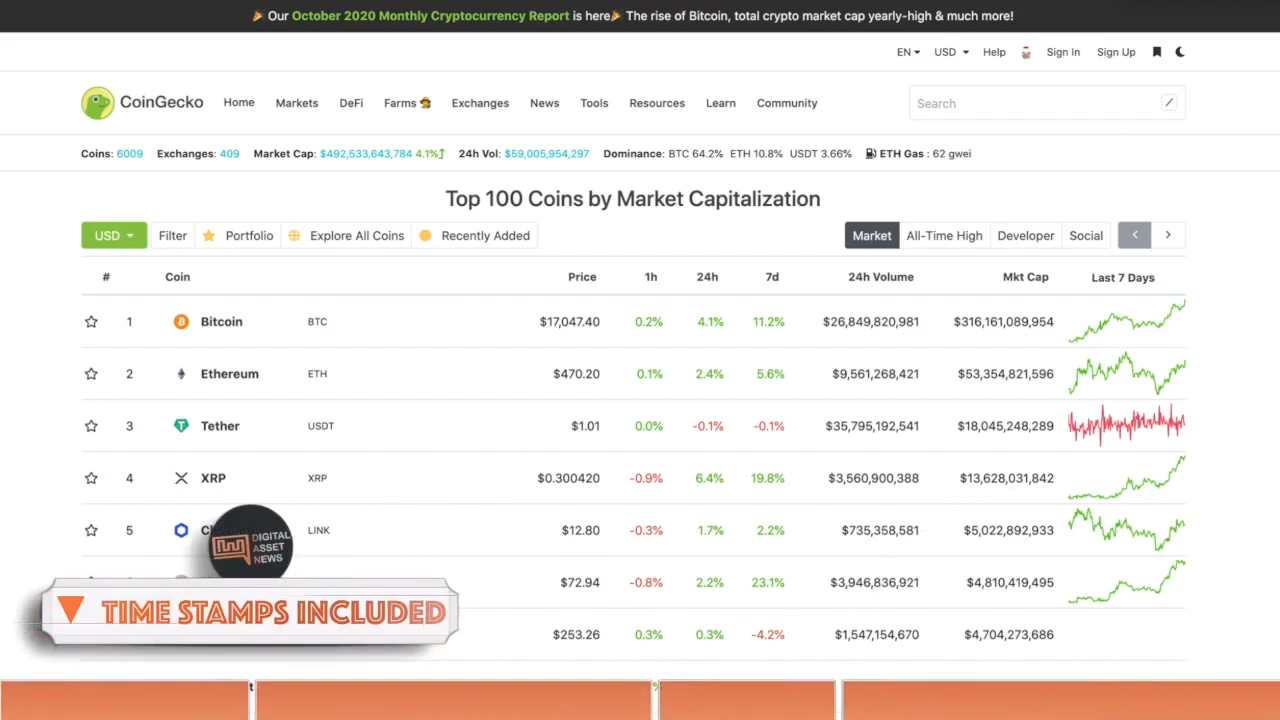 🎉 Our October 2020 Monthly Cryptocurrency Report is here🎉 The rise of Bitcoin, total crypto market cap yearly-high & much more!
EN USD Help Sign In Sign Up
CoinGecko Home Markets DeFi Farms Exchanges News Tools Resources Learn Community Search /
Coins: 6009 Exchanges: 409 Market Cap: $492,533,643,784 4.1% 24h Vol: $59,005,954,297 Dominance: BTC 64.2% ETH 10.8% USDT 3.66% ETH Gas : 62 gwei
Top 100 Coins by Market Capitalization
USD Filter Portfolio Explore All Coins Recently Added Market All-Time High Developer Social < >
# Coin Price 1h 24h 7d 24h Volume Mkt Cap Last 7 Days
1 Bitcoin BTC $17,047.40 0.2% 4.1% 11.2% $26,849,820,981 $316,161,089,954
2 Ethereum ETH $470.20 0.1% 2.4% 5.6% $9,561,268,421 $53,354,821,596
3 Tether USDT $1.01 0.0% -0.1% -0.1% $35,795,192,541 $18,045,248,289
4 XRP XRP $0.300420 -0.9% 6.4% 19.8% $3,560,900,388 $13,628,031,842
5 LINK $12.80 -0.3% 1.7% 2.2% $735,358,581 $5,022,892,933
DIGITAL
ASSET
NEWS
$72.94 -0.8% 2.2% 23.1% $3,946,836,921 $4,810,419,495
TIME STAMPS INCLUDED
$253.26 0.3% 0.3% -4.2% $1,547,154,670 $4,704,273,686